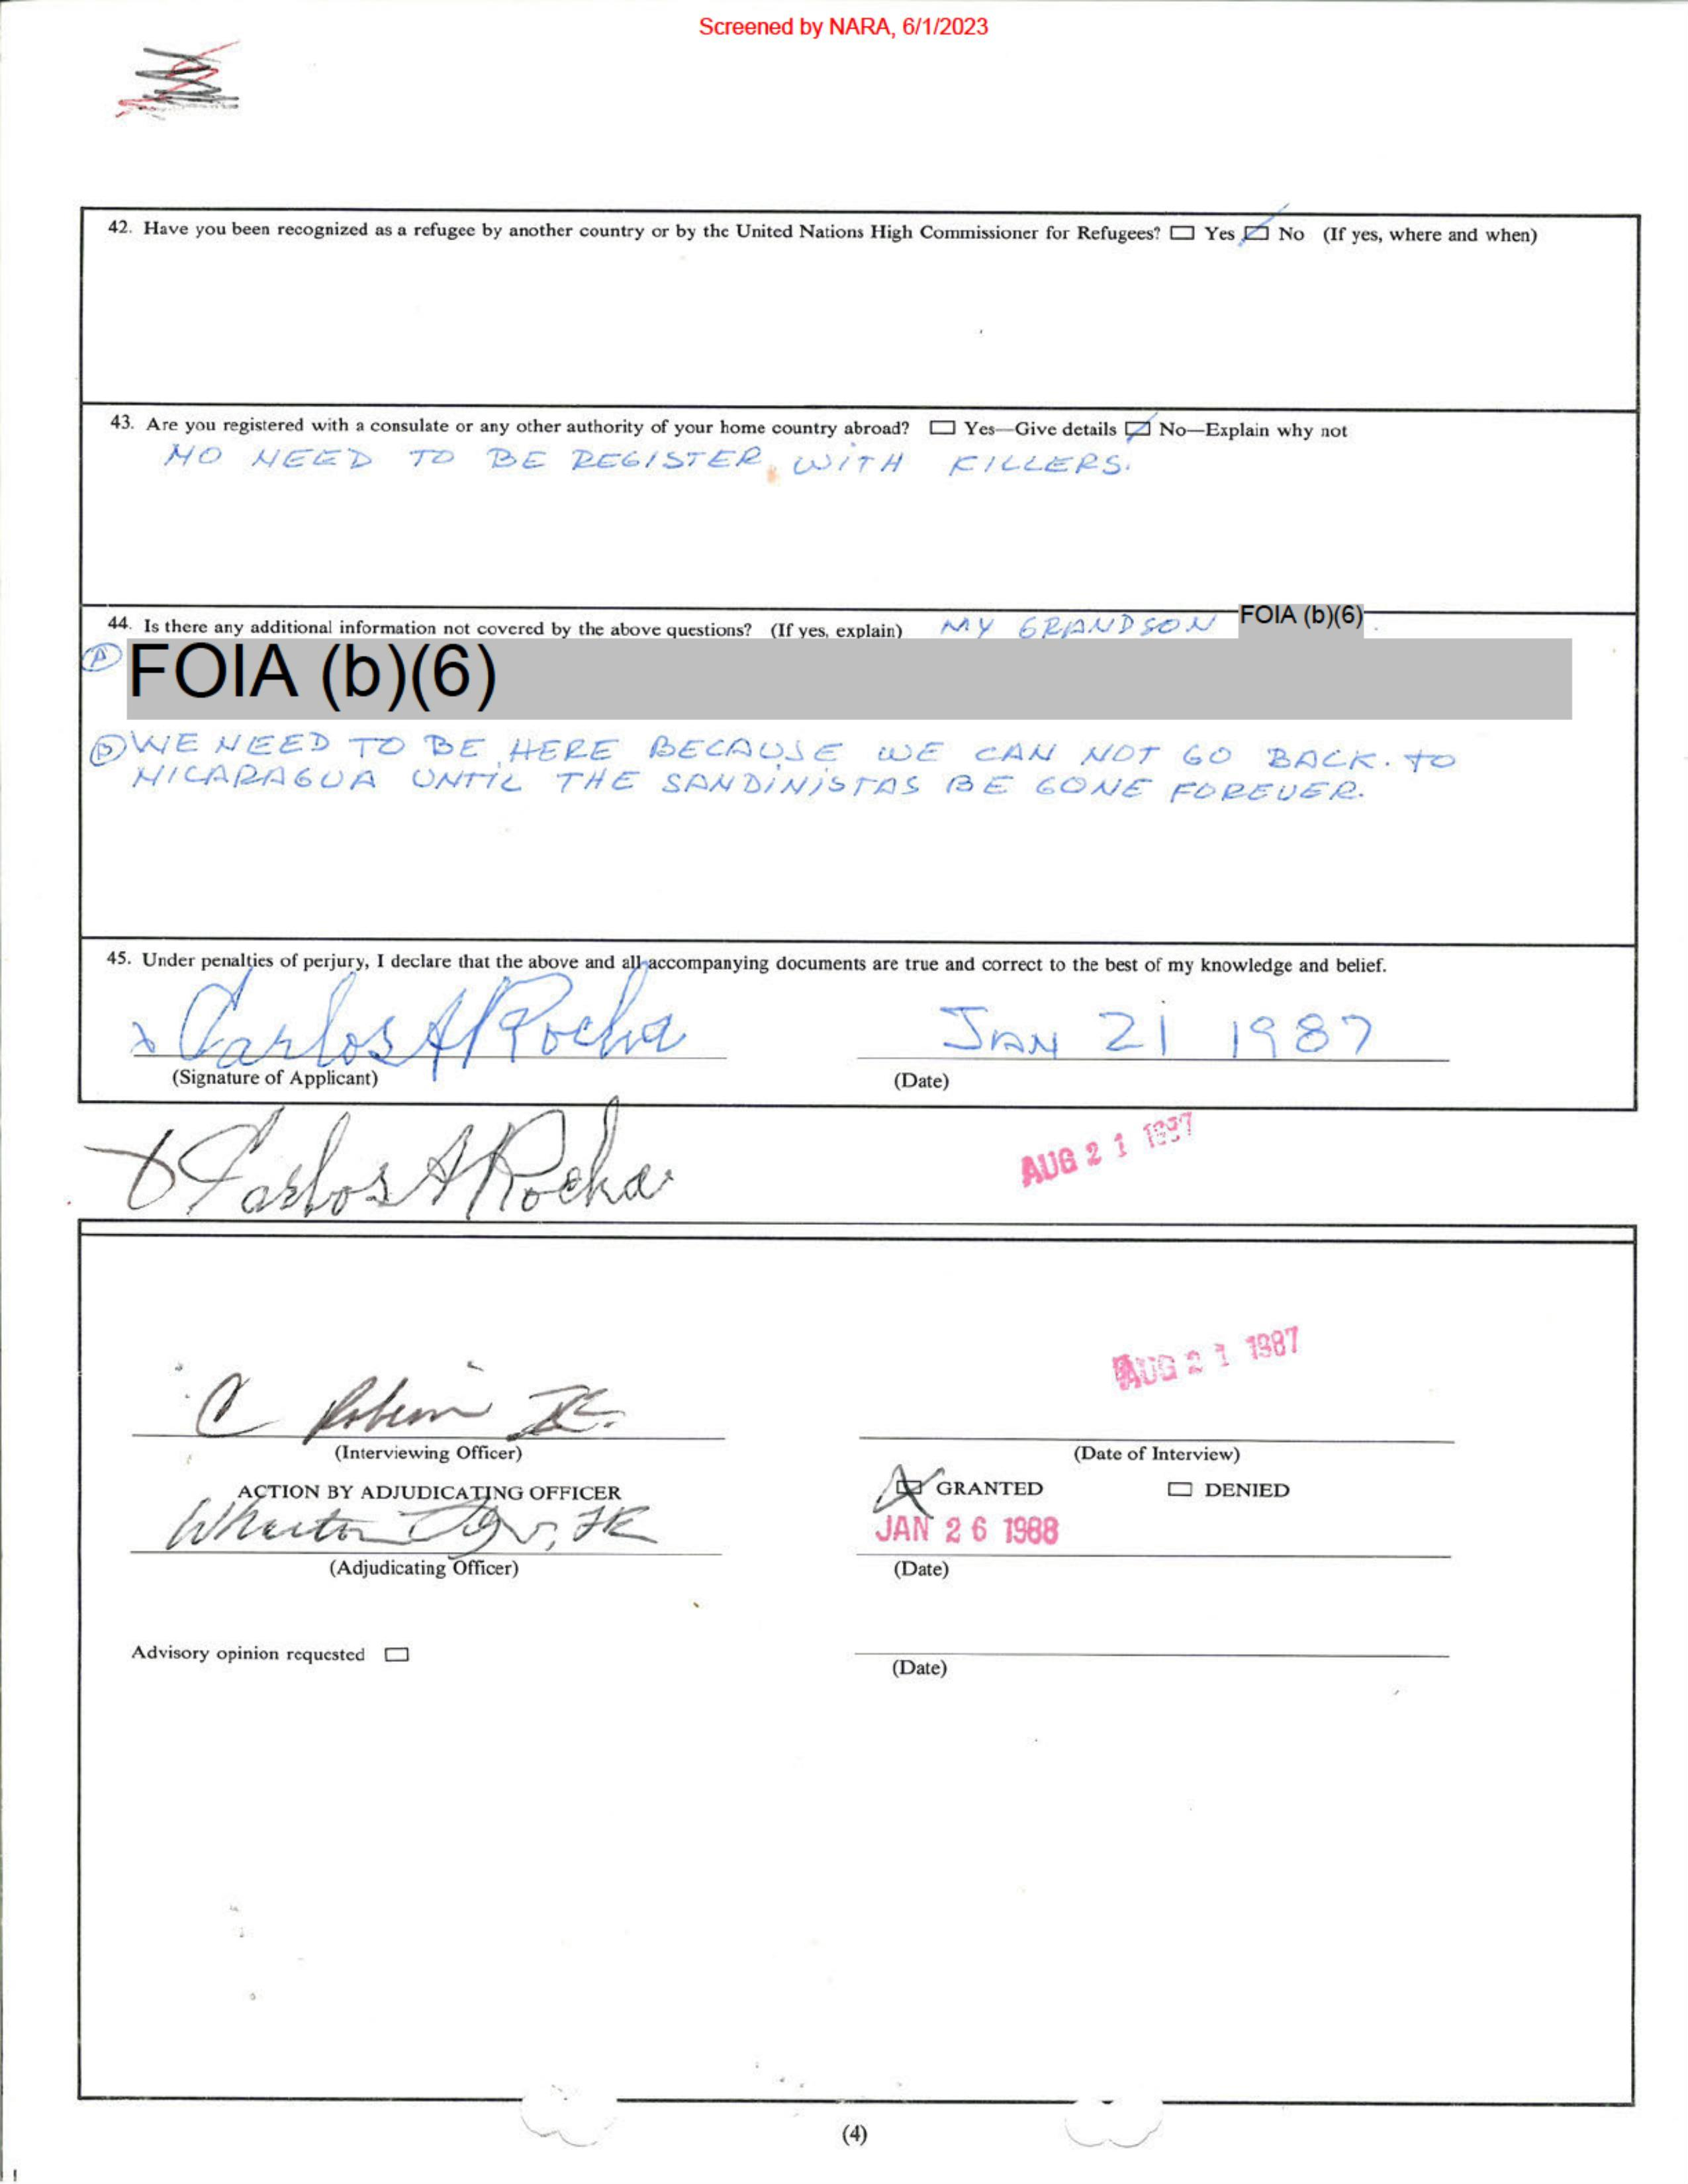 Screened by NARA, 6/1/2023
42. Have you been recognized as a refugee by another country or by the United Nations High Commissioner for Refugees? Yes No (If yes, where and when)
43. Are you registered with a consulate or any other authority of your home country abroad? Yes—Give details No—Explain why not
NO NEED TO BE REGISTER WITH KILLERS.
44. Is there any additional information not covered by the above questions? (If yes, explain) MY GRANDSON FOIA (b)(6)
A FOIA (b)(6)
B WE NEED TO BE HERE BECAUSE WE CAN NOT GO BACK. TO
NICARAGUA UNTIL THE SANDINISTAS BE GONE FOREVER.
45. Under penalties of perjury, I declare that the above and all accompanying documents are true and correct to the best of my knowledge and belief.
x Carlos A Rocha JAN 21 1987
(Signature of Applicant) (Date)
x Carlos A Rocha AUG 21 1987
AUG 21 1987
C
(Interviewing Officer) (Date of Interview)
ACTION BY ADJUDICATING OFFICER GRANTED DENIED
Wharton JAN 26 1988
(Adjudicating Officer) (Date)
Advisory opinion requested
(Date)
(4)